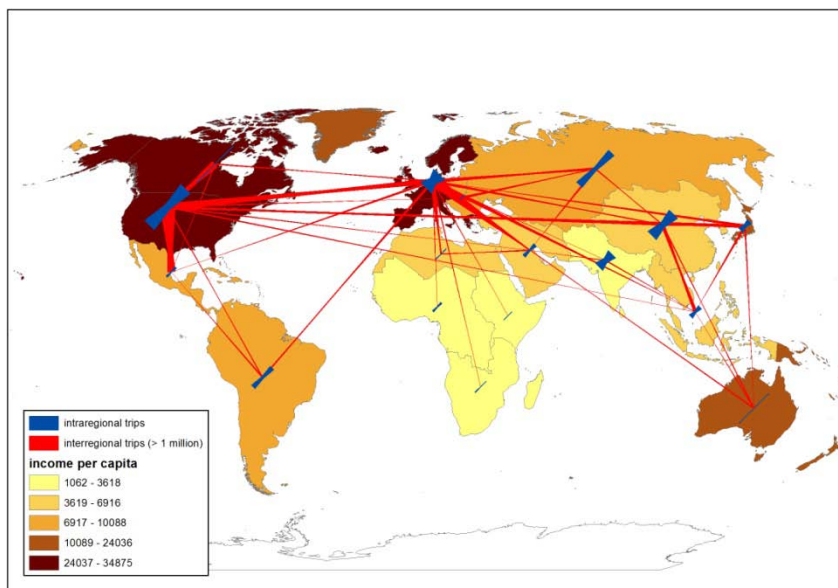 intraregional trips
interregional trips (> 1 million)
income per capita
1062 - 3618
3619 - 6916
6917 - 10088
10089 - 24036
24037 - 34875